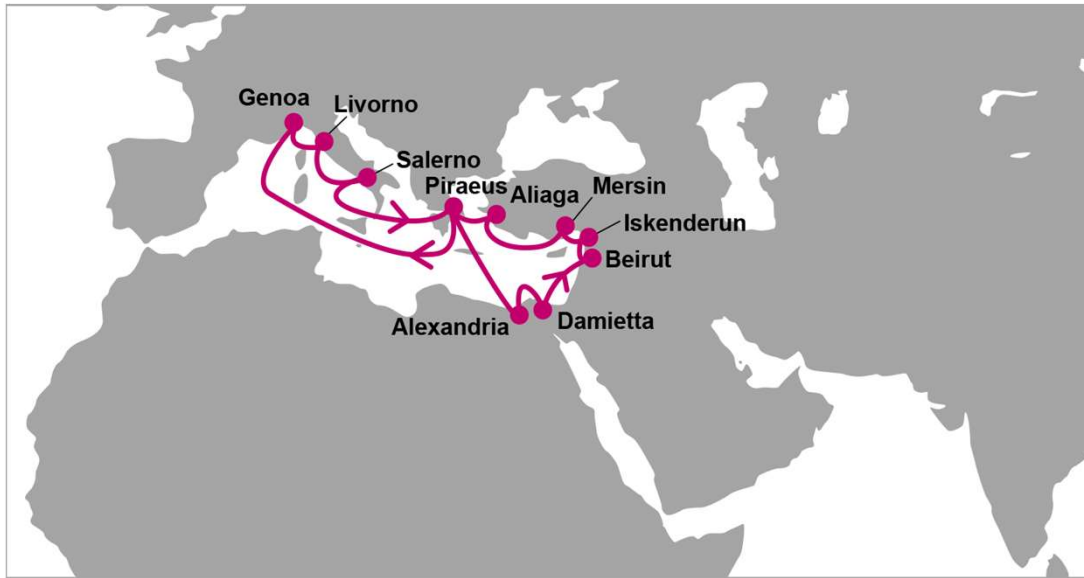 Genoa
Livorno
Salerno
Piraeus
Aliaga
Mersin
Iskenderun
Beirut
Alexandria
Damietta